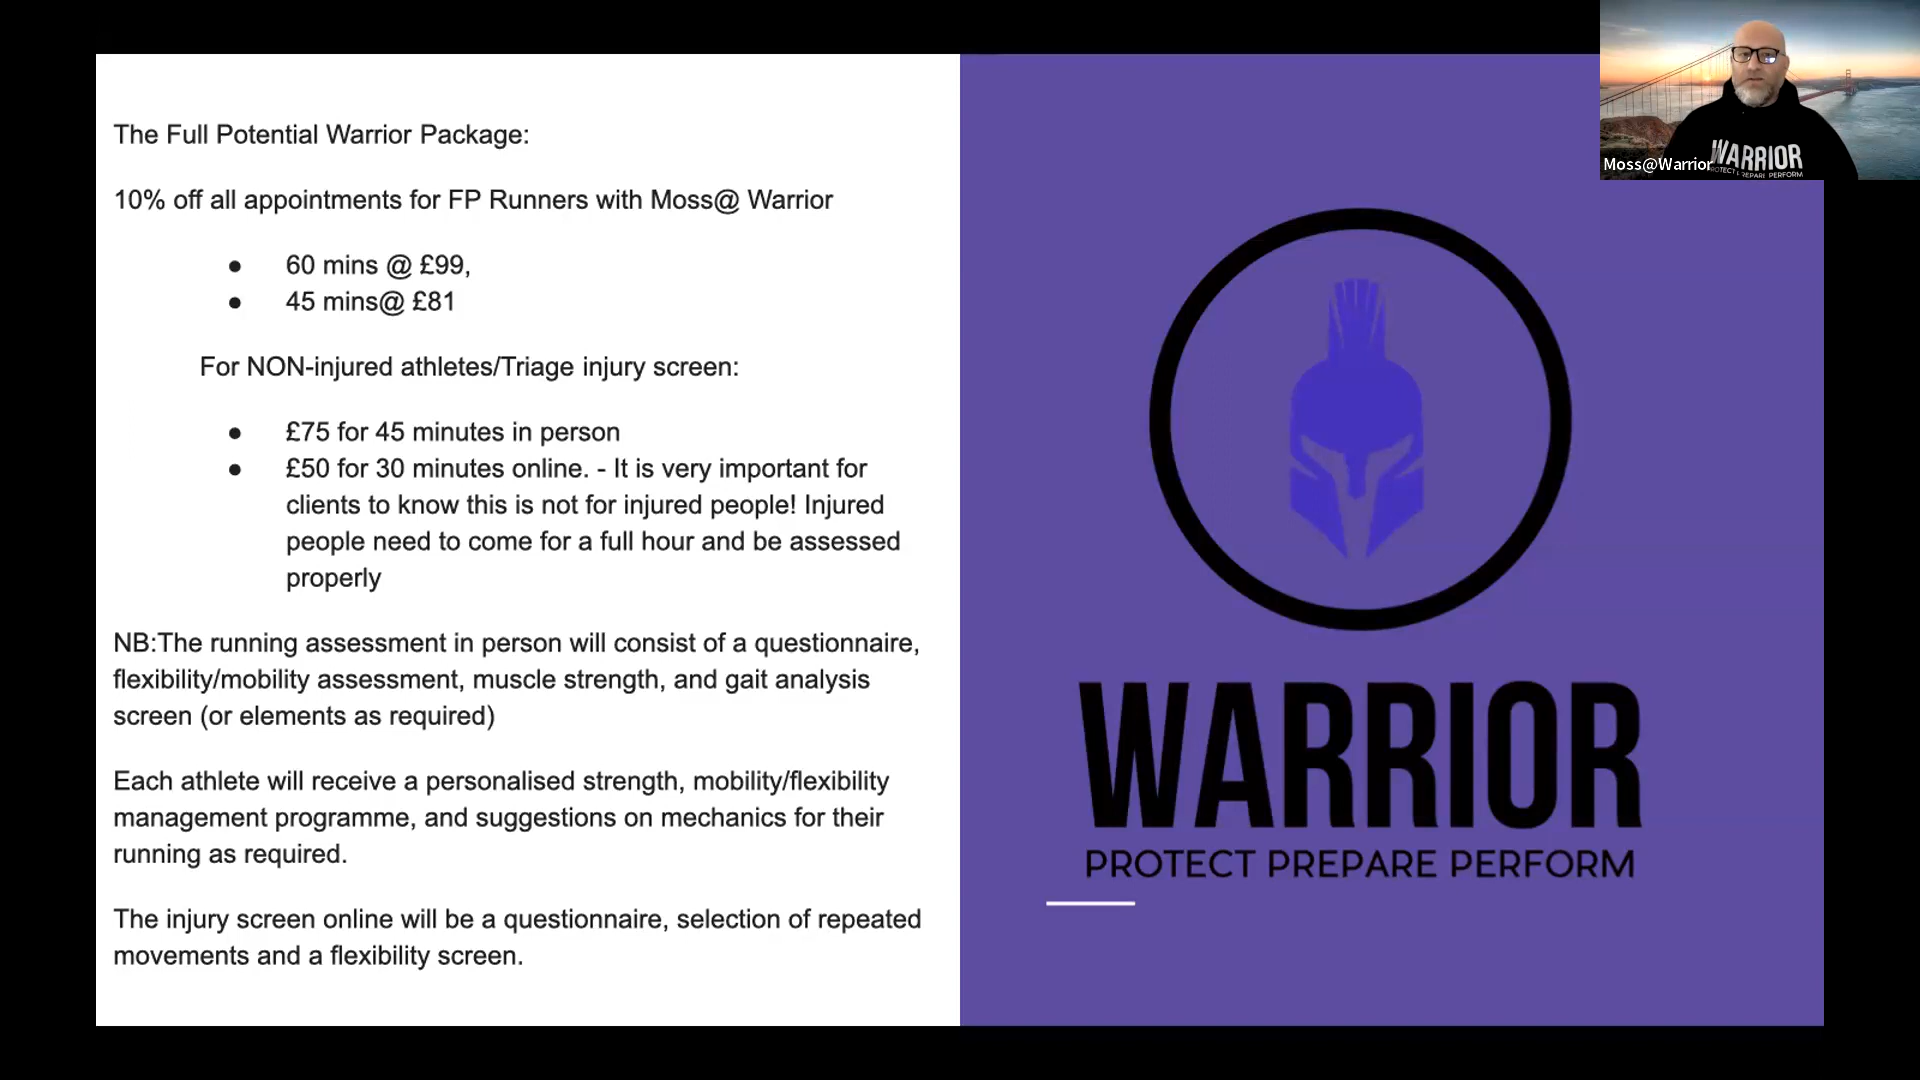 The Full Potential Warrior Package:
10% off all appointments for FP Runners with Moss@ Warrior
● 60 mins @ £99,
● 45 mins@ £81
For NON-injured athletes/Triage injury screen:
● £75 for 45 minutes in person
● £50 for 30 minutes online. - It is very important for
clients to know this is not for injured people! Injured
people need to come for a full hour and be assessed
properly
NB:The running assessment in person will consist of a questionnaire,
flexibility/mobility assessment, muscle strength, and gait analysis
screen (or elements as required)
Each athlete will receive a personalised strength, mobility/flexibility
management programme, and suggestions on mechanics for their
running as required.
The injury screen online will be a questionnaire, selection of repeated
movements and a flexibility screen.
WARRIOR
PROTECT PREPARE PERFORM
Moss@Warrior
WARRIOR
PROTECT PREPARE PERFORM